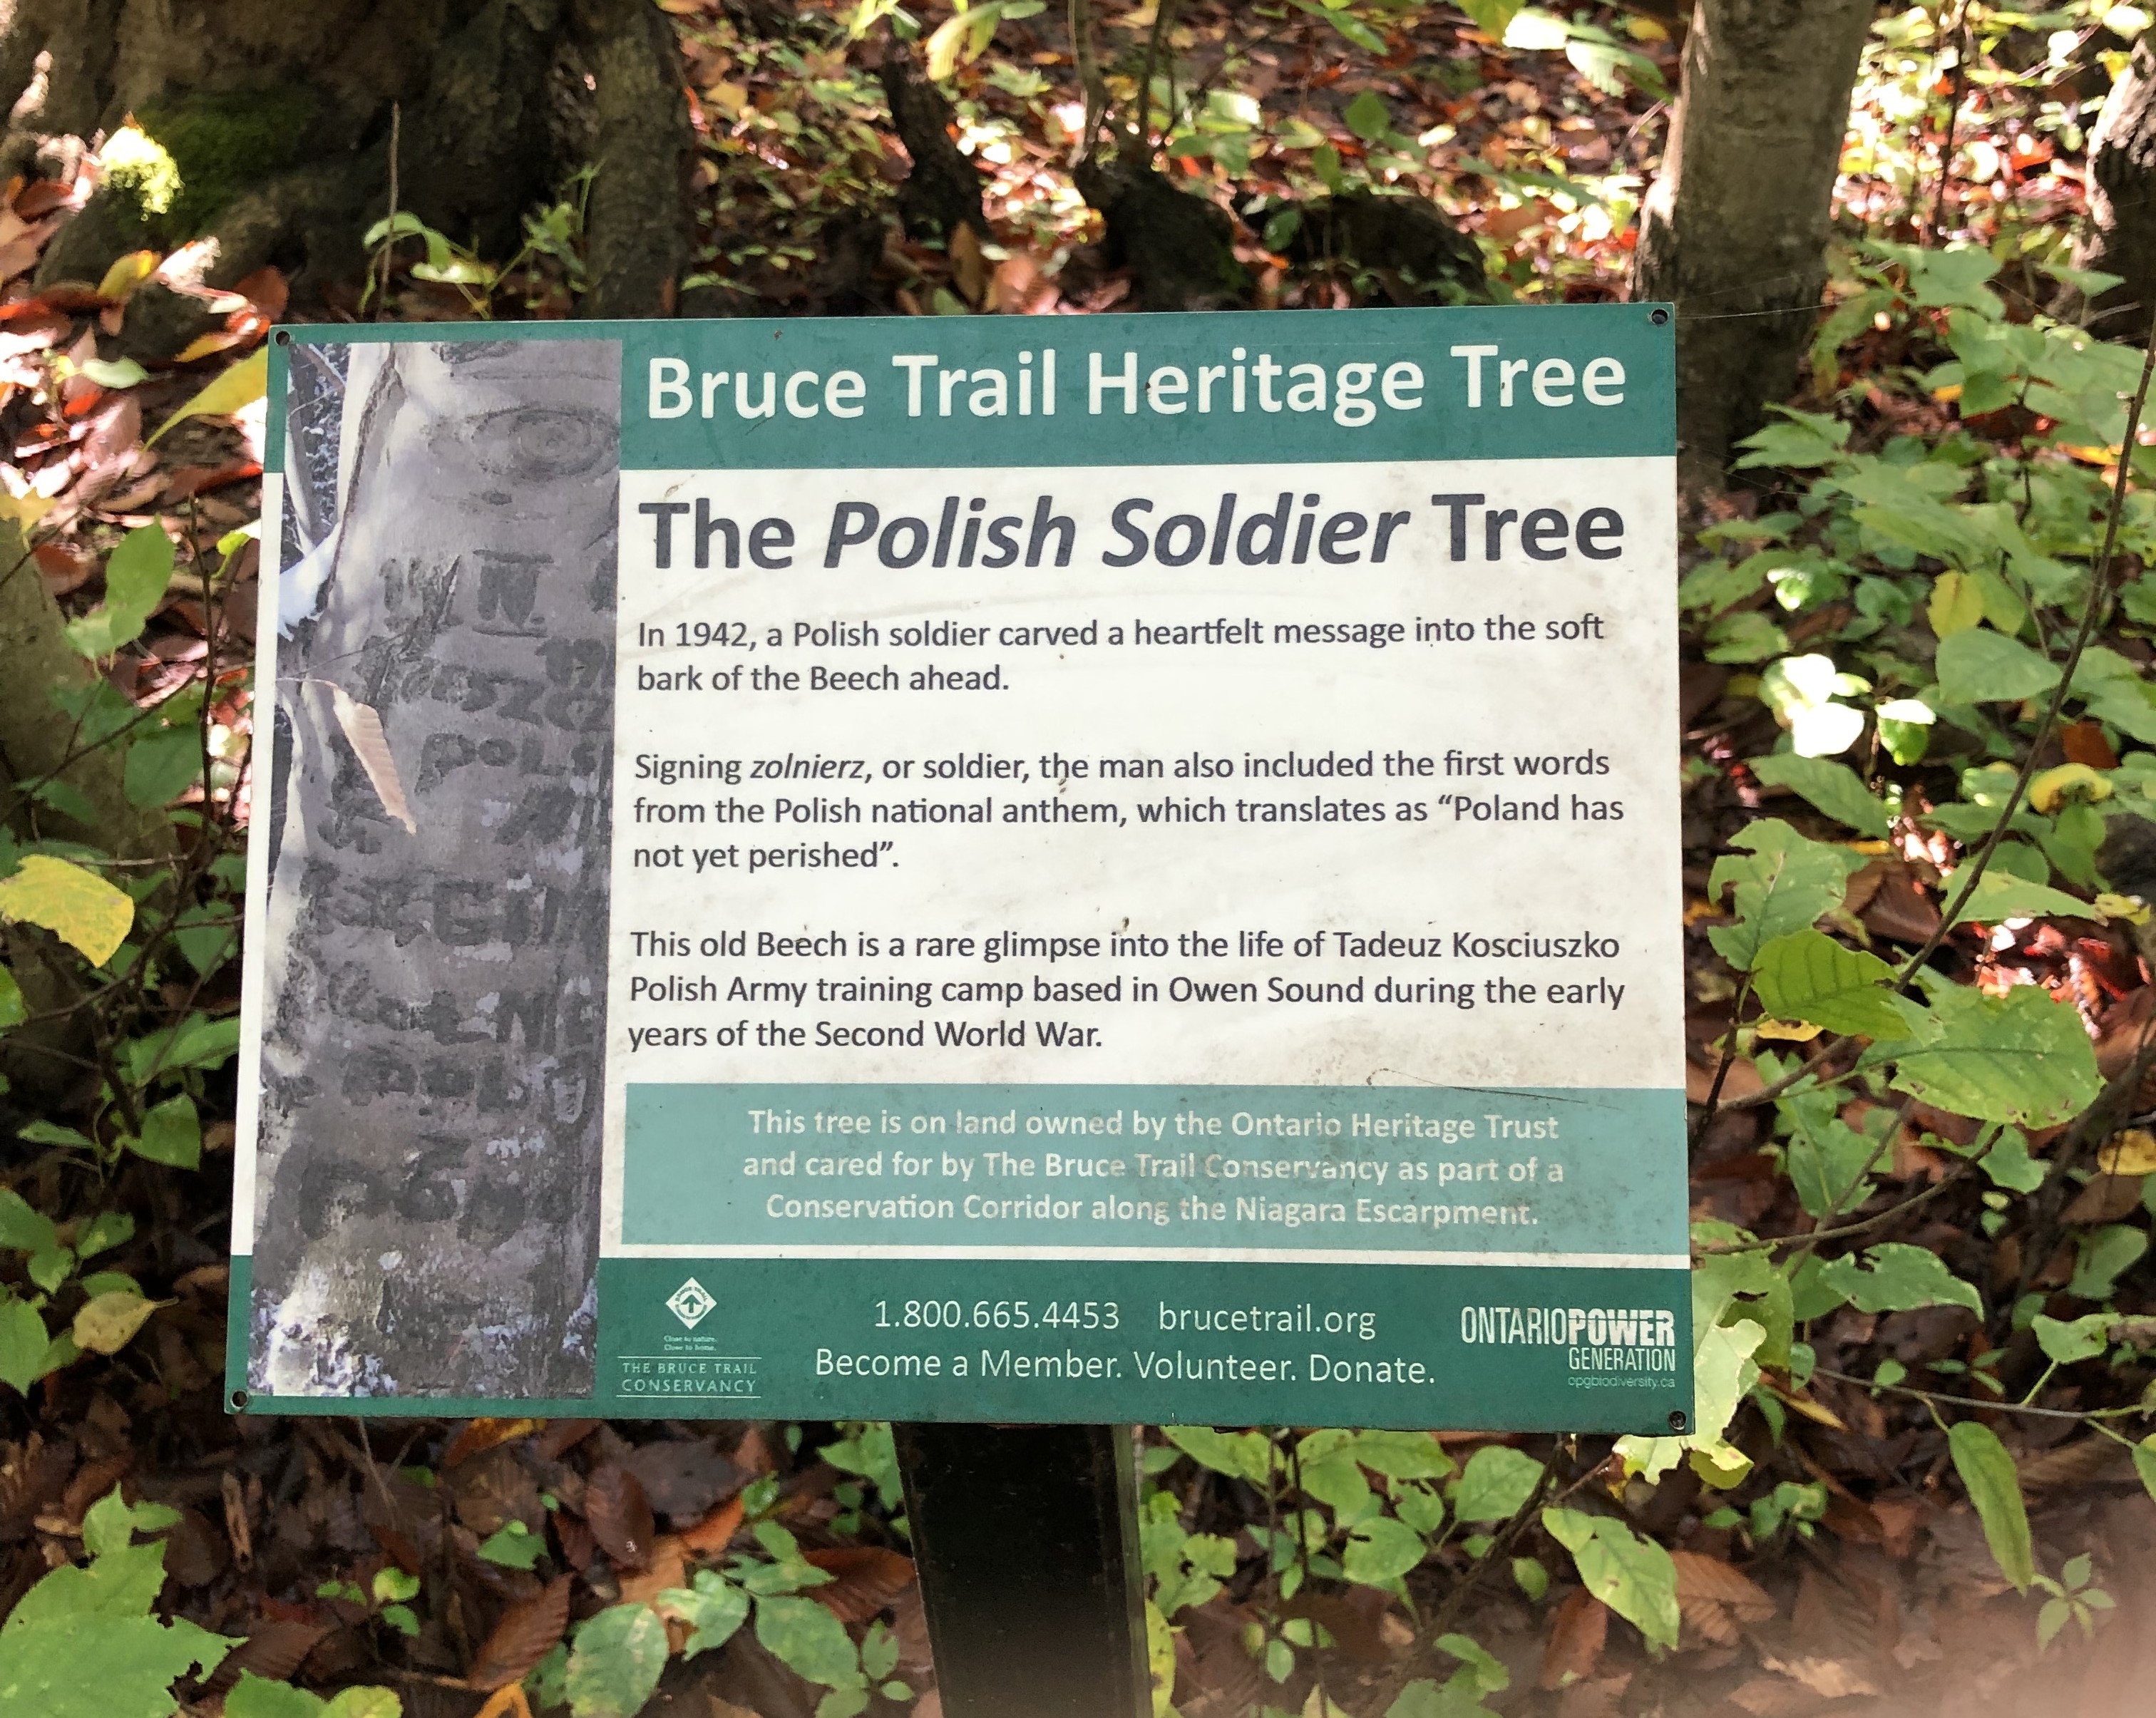 Bruce Trail Heritage Tree
The Polish Soldier Tree
In 1942, a Polish soldier carved a heartfelt message into the soft
bark of the Beech ahead.
Signing zolnierz, or soldier, the man also included the first words
from the Polish national anthem, which translates as “Poland has
not yet perished”.
This old Beech is a rare glimpse into the life of Tadeuz Kosciuszko
Polish Army training camp based in Owen Sound during the early
years of the Second World War.
This tree is on land owned by the Ontario Heritage Trust
and cared for by The Bruce Trail Conservancy as part of a
Conservation Corridor along the Niagara Escarpment.
Close to nature.
Close to home.
THE BRUCE TRAIL
CONSERVANCY
1.800.665.4453 brucetrail.org
Become a Member. Volunteer. Donate.
ONTARIOPOWER
GENERATION
opgbiodiversity.ca